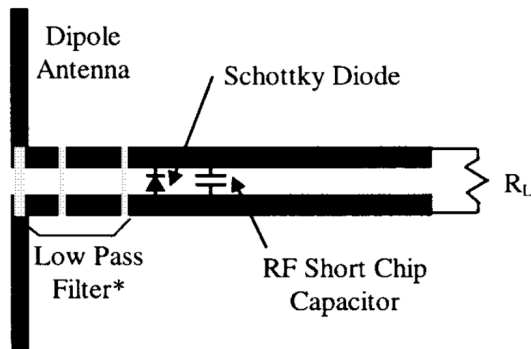 Dipole
Antenna
Schottky Diode
R_L
Low Pass
Filter*
RF Short Chip
Capacitor